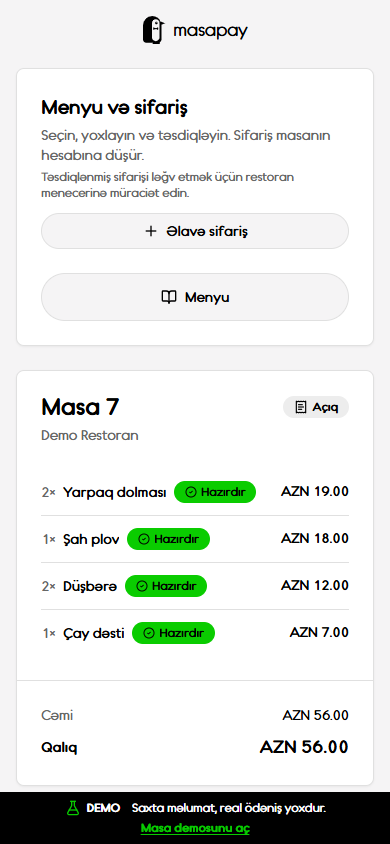 masapay
Menyu və sifariş
Seçin, yoxlayın və təsdiqləyin. Sifariş masanın
hesabına düşür.
Təsdiqlənmiş sifarişi ləğv etmək üçün restoran
menecerinə müraciət edin.
+ Əlavə sifariş
Menyu
Masa 7 Açıq
Demo Restoran
2× Yarpaq dolması Hazırdır AZN 19.00
1× Şah plov Hazırdır AZN 18.00
2× Düşbərə Hazırdır AZN 12.00
1× Çay dəsti Hazırdır AZN 7.00
Cəmi AZN 56.00
Qalıq AZN 56.00
DEMO Saxta məlumat, real ödəniş yoxdur.
Masa demosunu aç